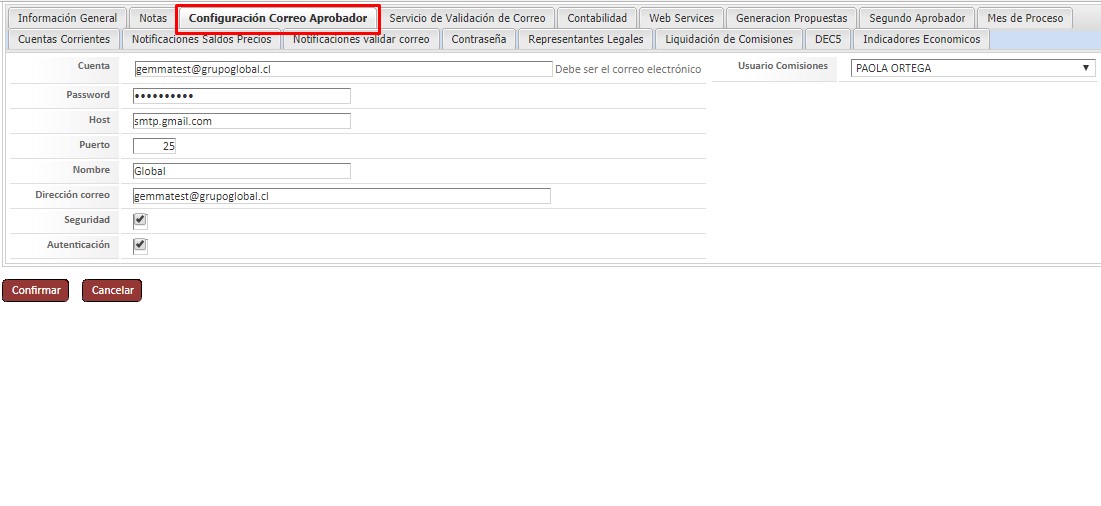 Información General Notas Configuración Correo Aprobador Servicio de Validación de Correo Contabilidad Web Services Generacion Propuestas Segundo Aprobador Mes de Proceso
Cuentas Corrientes Notificaciones Saldos Precios Notificaciones validar correo Contraseña Representantes Legales Liquidación de Comisiones DEC5 Indicadores Economicos
Cuenta gemmatest@grupoglobal.cl Debe ser el correo electrónico Usuario Comisiones PAOLA ORTEGA
Password ••••••••••
Host smtp.gmail.com
Puerto 25
Nombre Global
Dirección correo gemmatest@grupoglobal.cl
Seguridad
Autenticación
Confirmar Cancelar